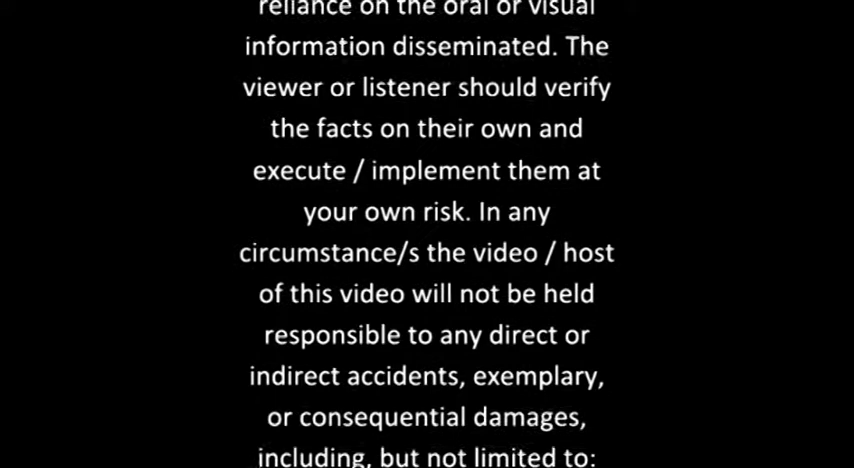 reliance on the oral or visual
information disseminated. The
viewer or listener should verify
the facts on their own and
execute / implement them at
your own risk. In any
circumstance/s the video / host
of this video will not be held
responsible to any direct or
indirect accidents, exemplary,
or consequential damages,
including, but not limited to: